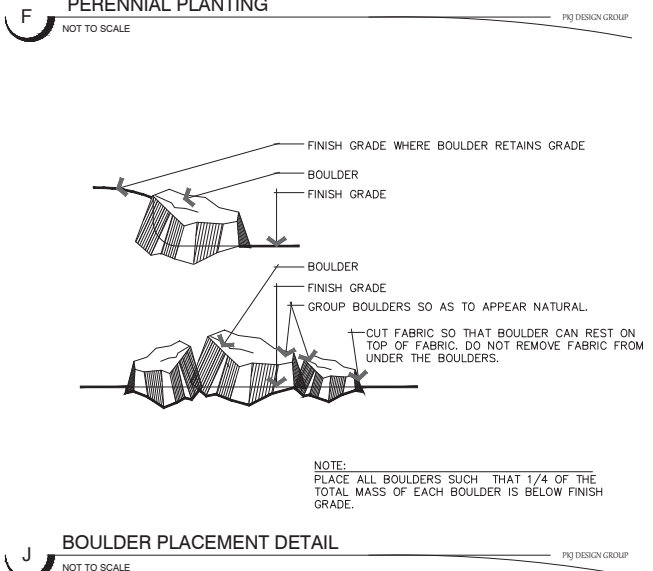 PERENNIAL PLANTING
F
NOT TO SCALE
PKJ DESIGN GROUP
FINISH GRADE WHERE BOULDER RETAINS GRADE
BOULDER
FINISH GRADE
BOULDER
FINISH GRADE
GROUP BOULDERS SO AS TO APPEAR NATURAL.
CUT FABRIC SO THAT BOULDER CAN REST ON
TOP OF FABRIC. DO NOT REMOVE FABRIC FROM
UNDER THE BOULDERS.
NOTE:
PLACE ALL BOULDERS SUCH THAT 1/4 OF THE
TOTAL MASS OF EACH BOULDER IS BELOW FINISH
GRADE.
J
BOULDER PLACEMENT DETAIL
NOT TO SCALE
PKJ DESIGN GROUP